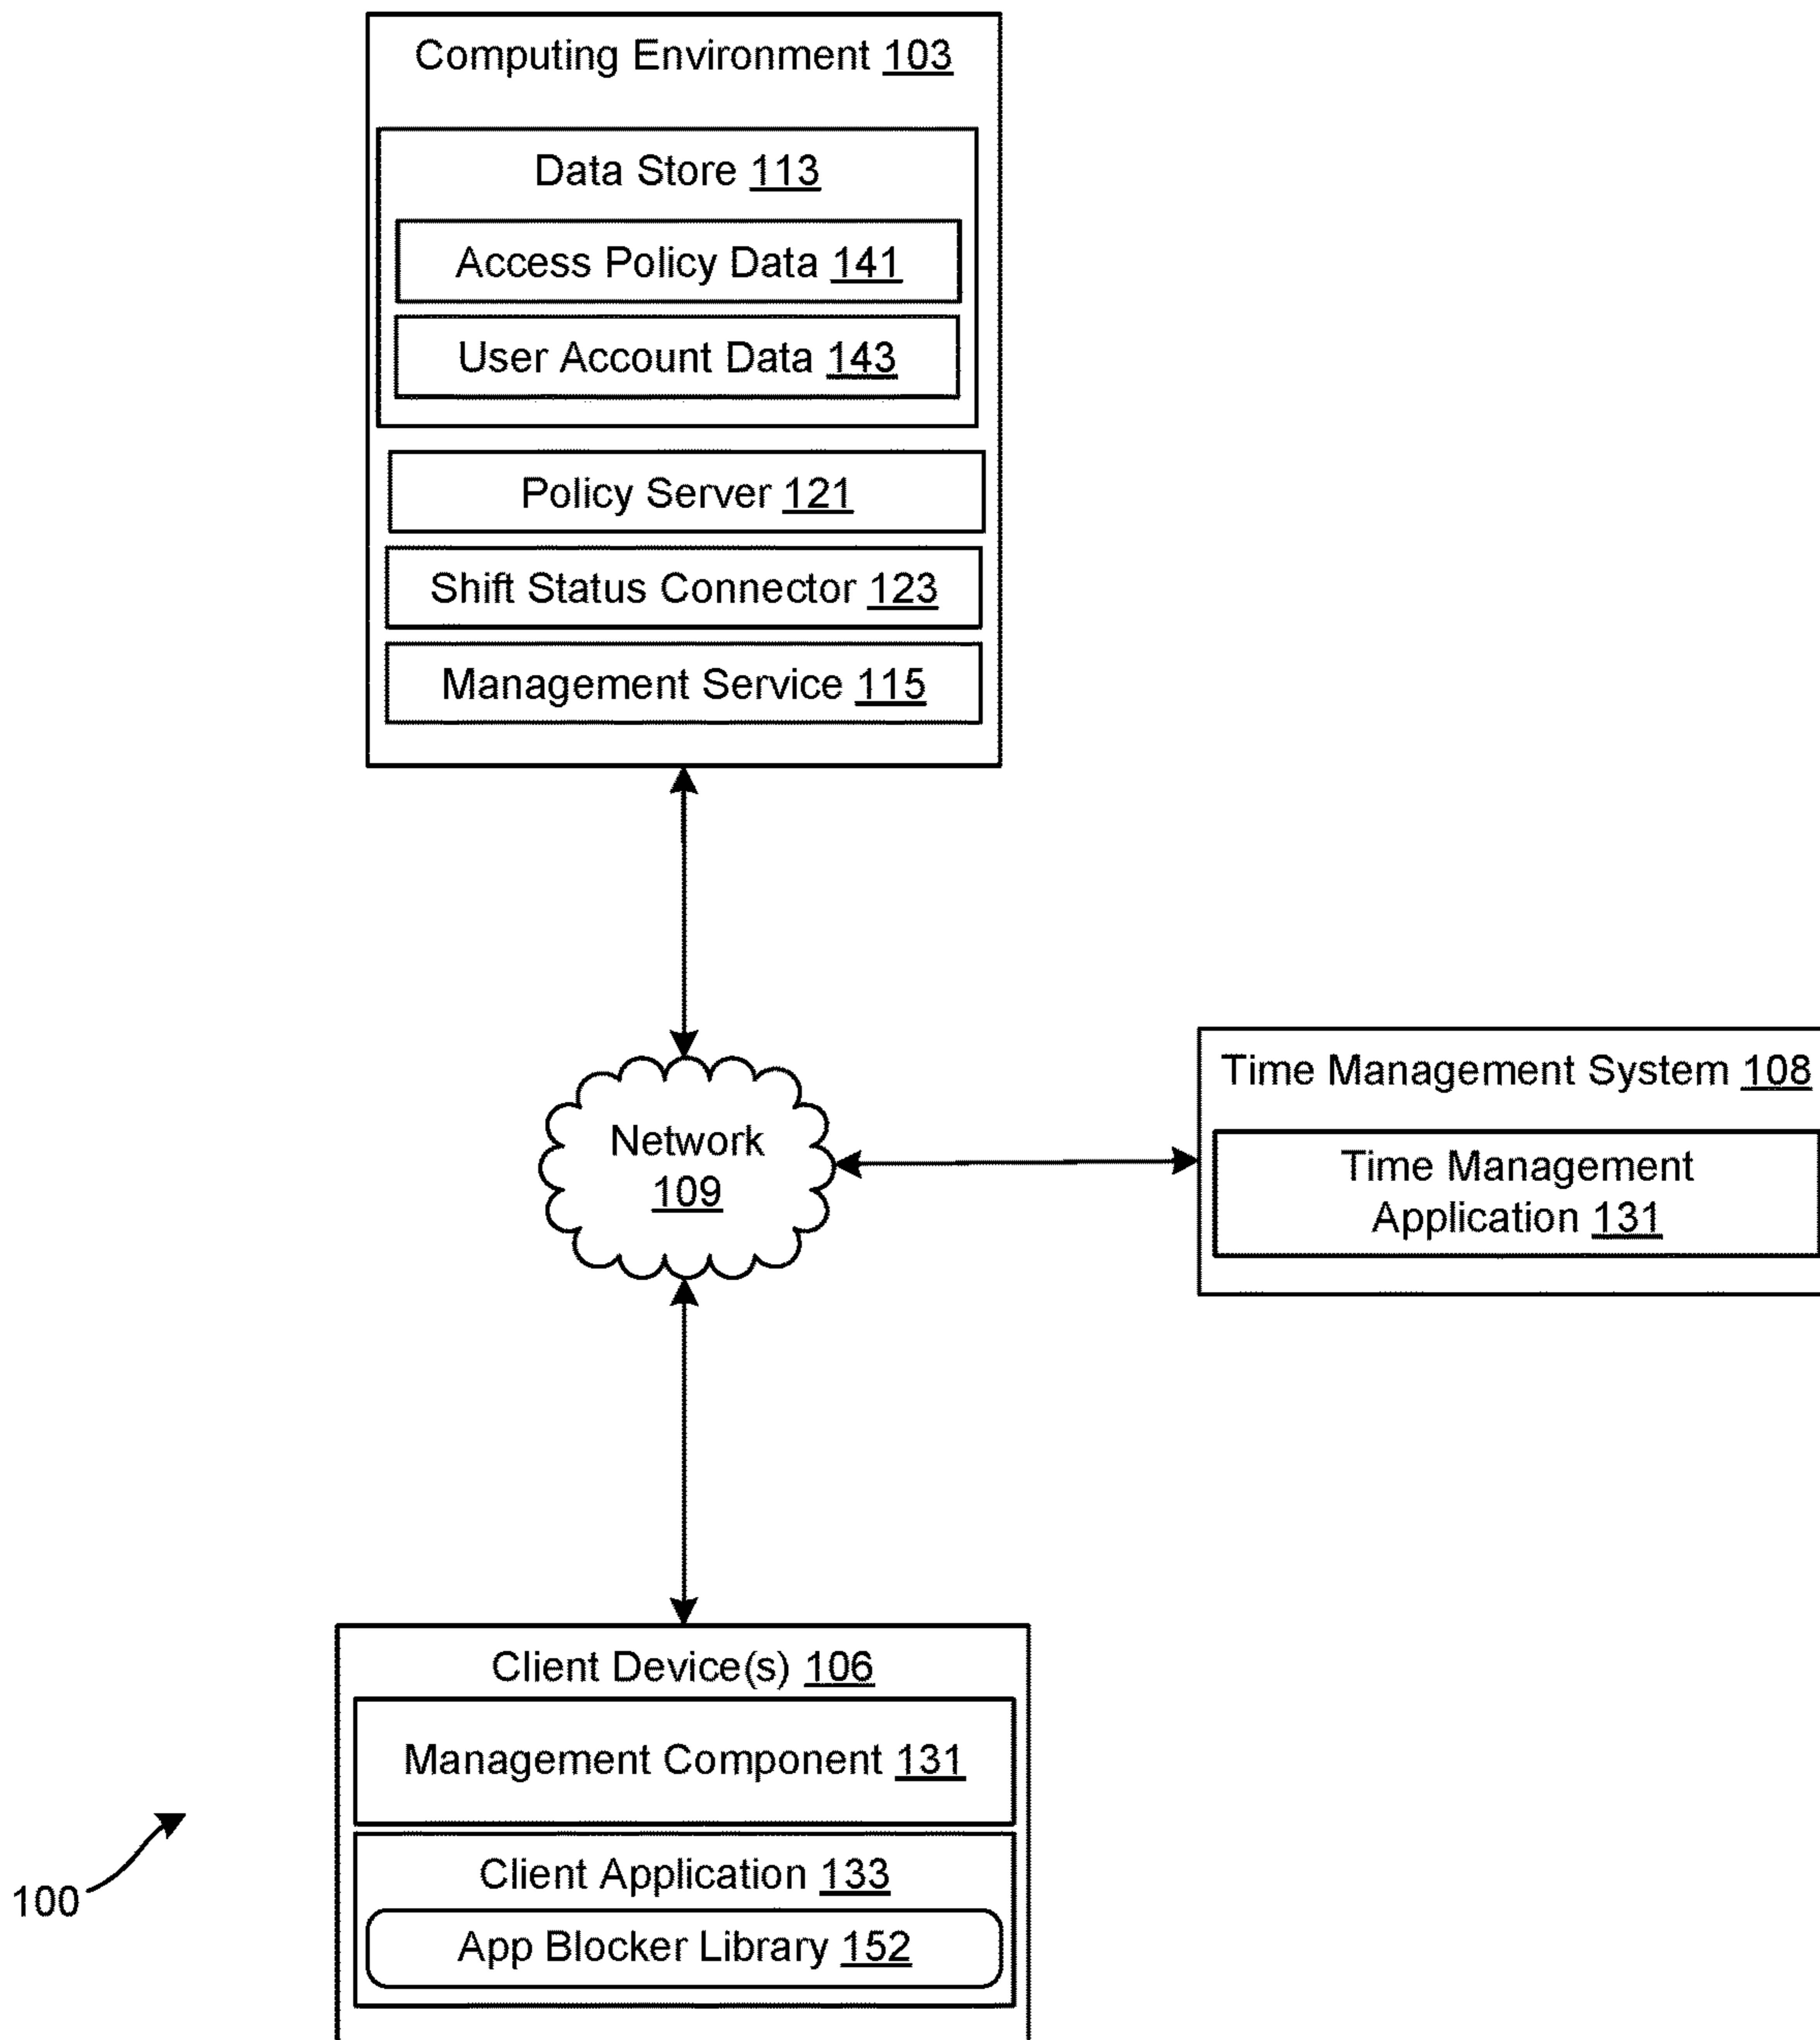 Computing Environment 103
Data Store 113
Access Policy Data 141
User Account Data 143
Policy Server 121
Shift Status Connector 123
Management Service 115
Network
109
Time Management System 108
Time Management
Application 131
Client Device(s) 106
Management Component 131
Client Application 133
App Blocker Library 152
100